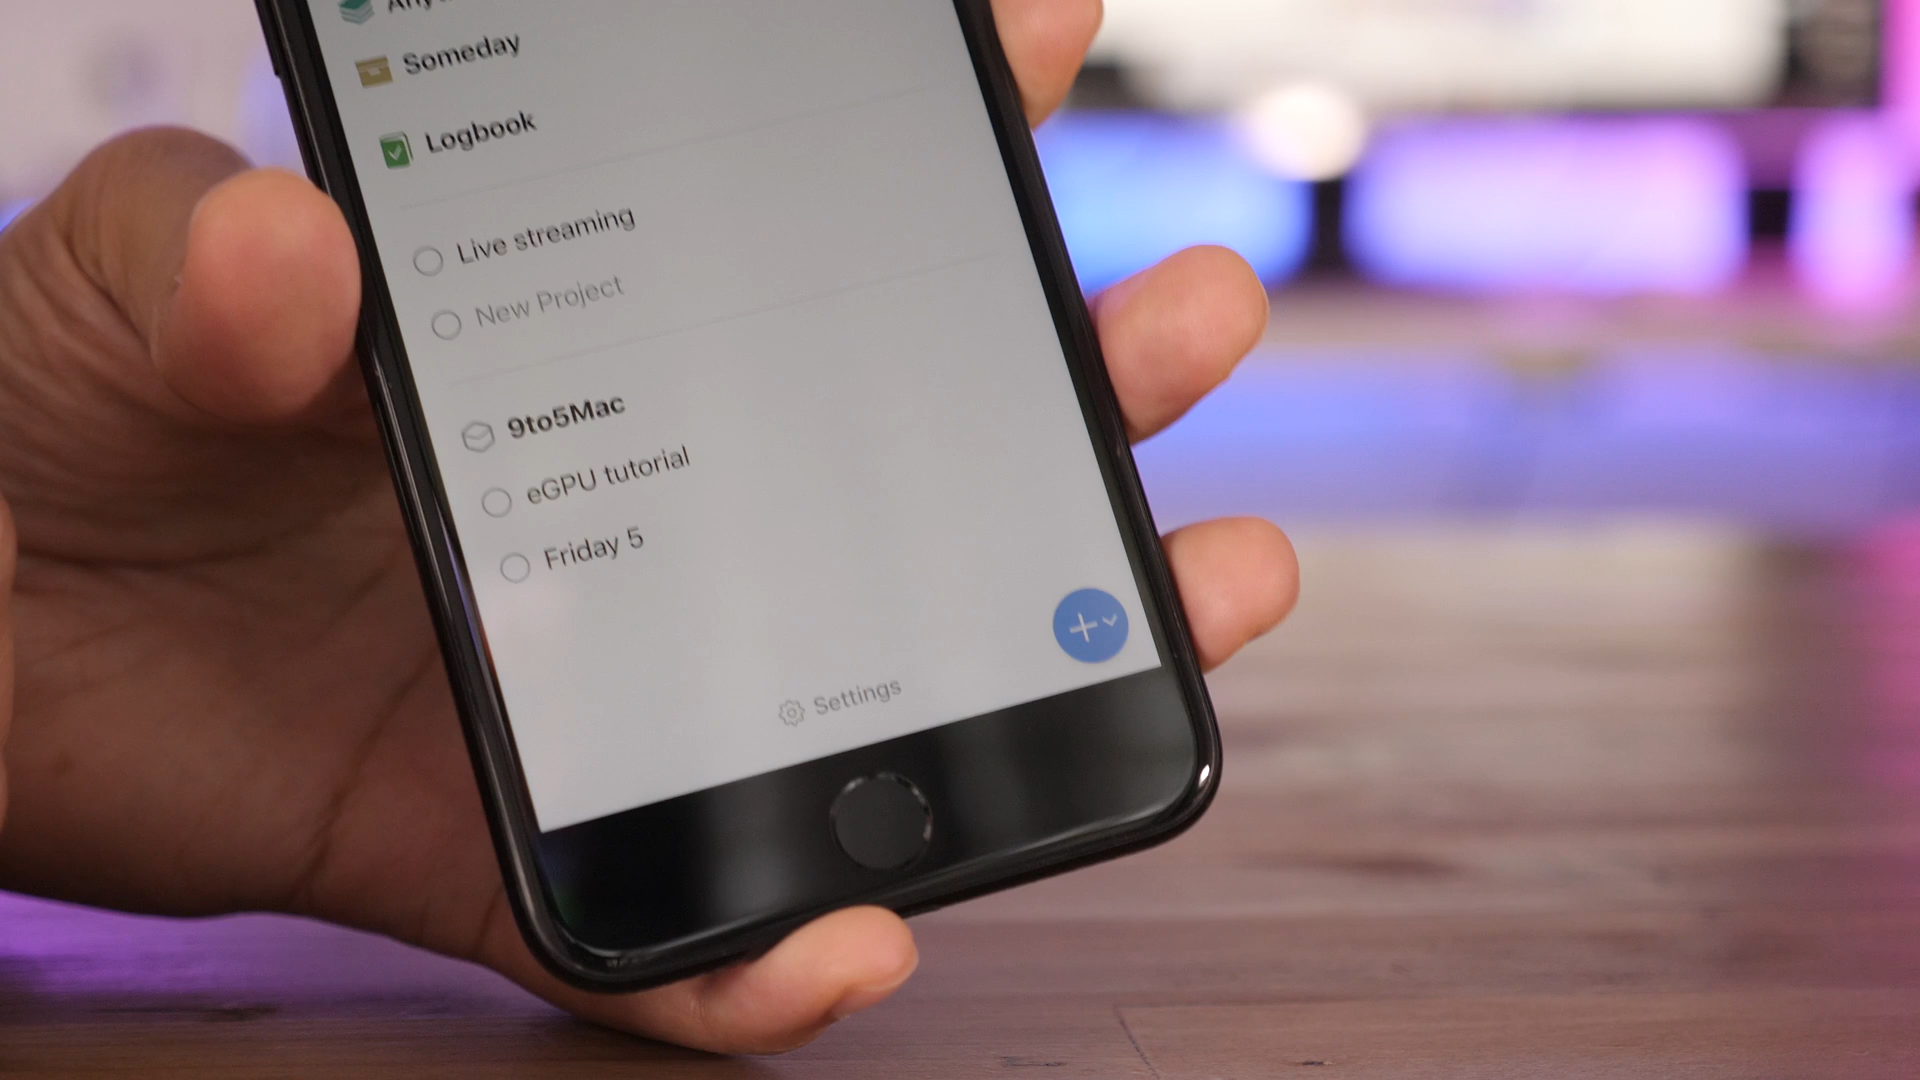 Someday
Logbook
Live streaming
New Project
9to5Mac
eGPU tutorial
Friday 5
Settings